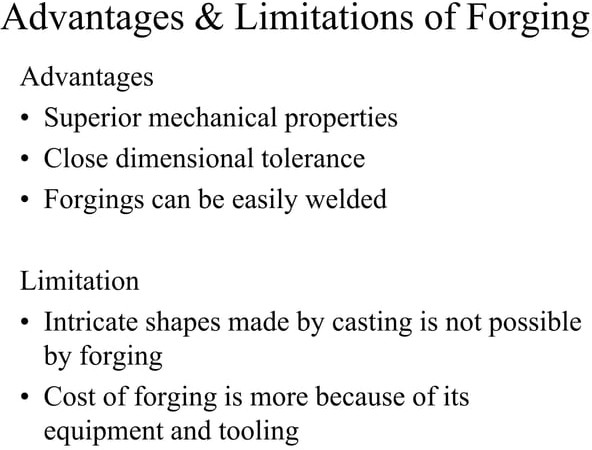 Advantages & Limitations of Forging
Advantages
• Superior mechanical properties
• Close dimensional tolerance
• Forgings can be easily welded
Limitation
• Intricate shapes made by casting is not possible
by forging
• Cost of forging is more because of its
equipment and tooling